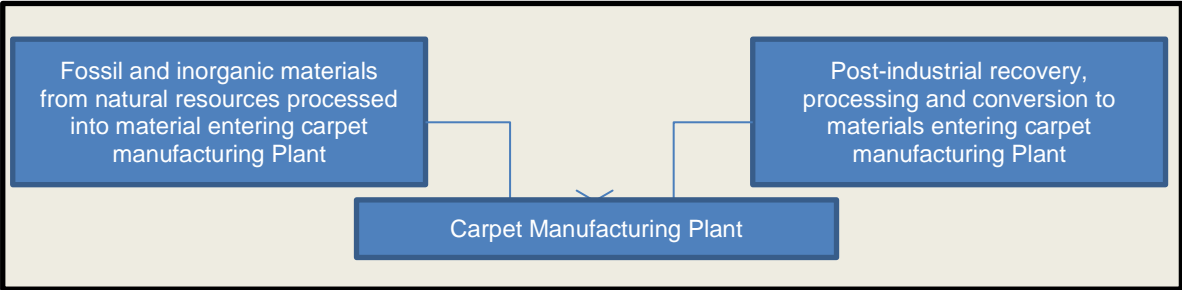 Fossil and inorganic materials
from natural resources processed
into material entering carpet
manufacturing Plant
Post-industrial recovery,
processing and conversion to
materials entering carpet
manufacturing Plant
Carpet Manufacturing Plant